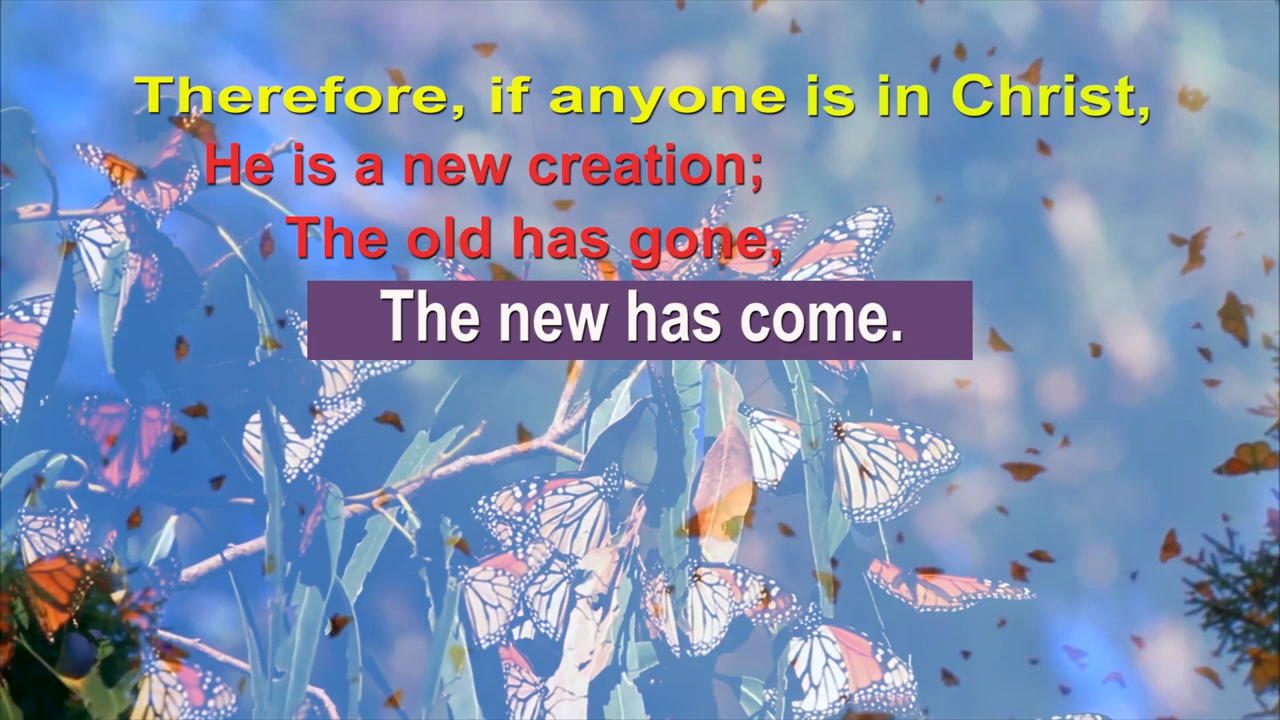 Therefore, if anyone is in Christ,
He is a new creation;
The old has gone,
The new has come.